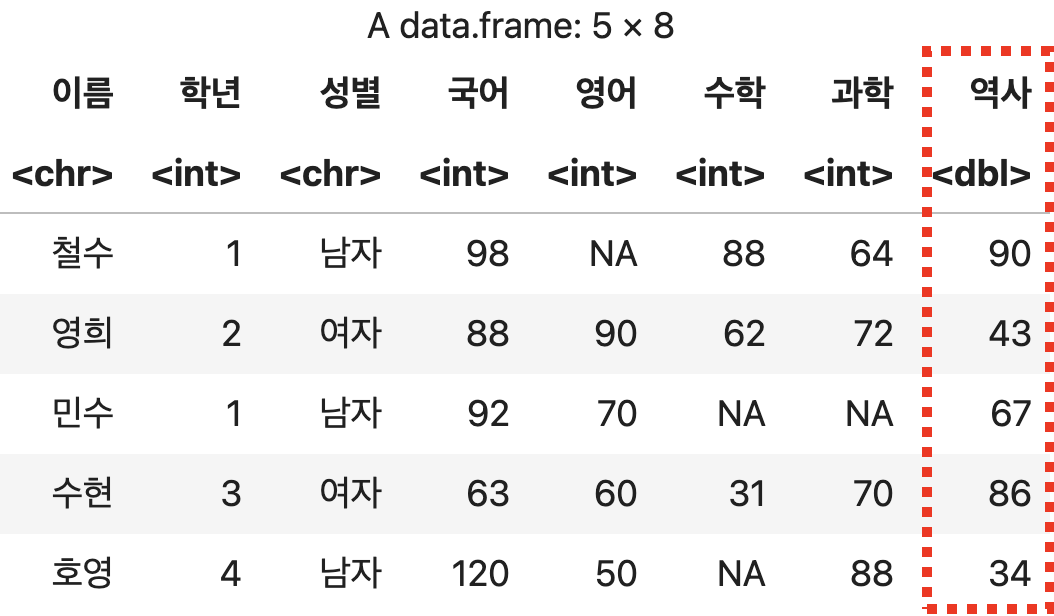 A data.frame: 5 × 8
이름 학년 성별 국어 영어 수학 과학 역사
<chr> <int> <chr> <int> <int> <int> <int> <dbl>
철수 1 남자 98 NA 88 64 90
영희 2 여자 88 90 62 72 43
민수 1 남자 92 70 NA NA 67
수현 3 여자 63 60 31 70 86
호영 4 남자 120 50 NA 88 34